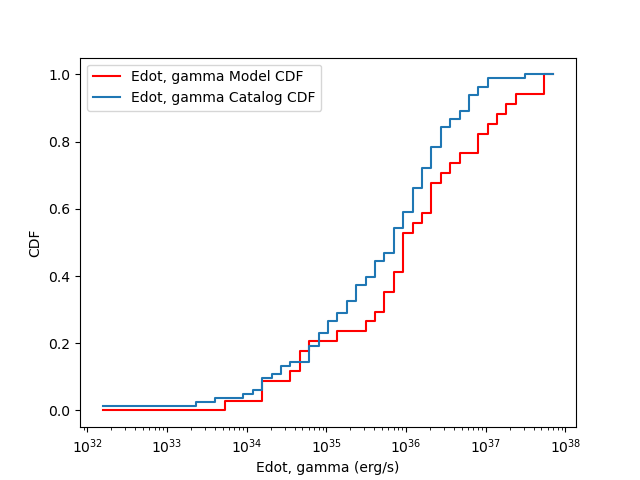 Edot, gamma Model CDF
Edot, gamma Catalog CDF
CDF
1.0
0.8
0.6
0.4
0.2
0.0
10^32 10^33 10^34 10^35 10^36 10^37 10^38
Edot, gamma (erg/s)